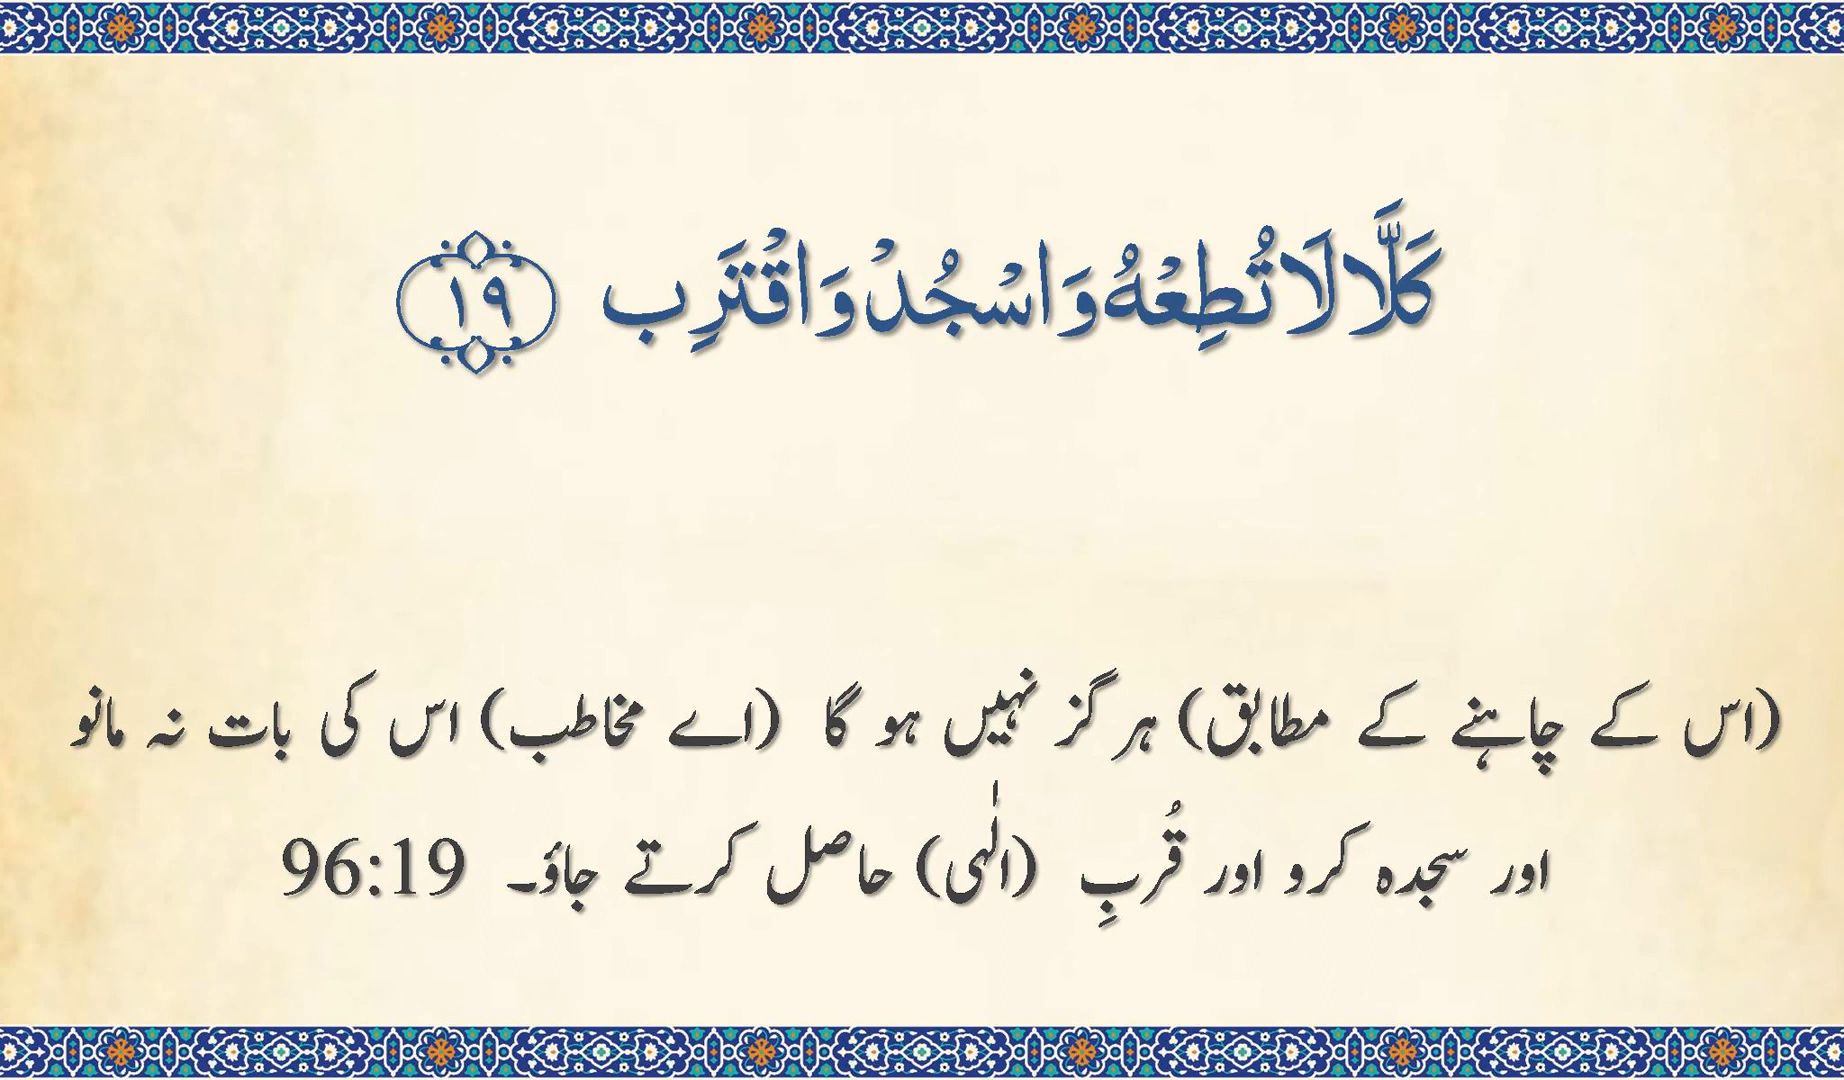 كَلَّا لَا تُطِعْهُ وَاسْجُدْ وَاقْتَرِب ١٩
(اس کے چاہنے کے مطابق) ہرگز نہیں ہو گا (اے مخاطب) اس کی بات نہ مانو
اور سجدہ کرو اور قُربِ (الٰہی) حاصل کرتے جاؤ۔ 96:19